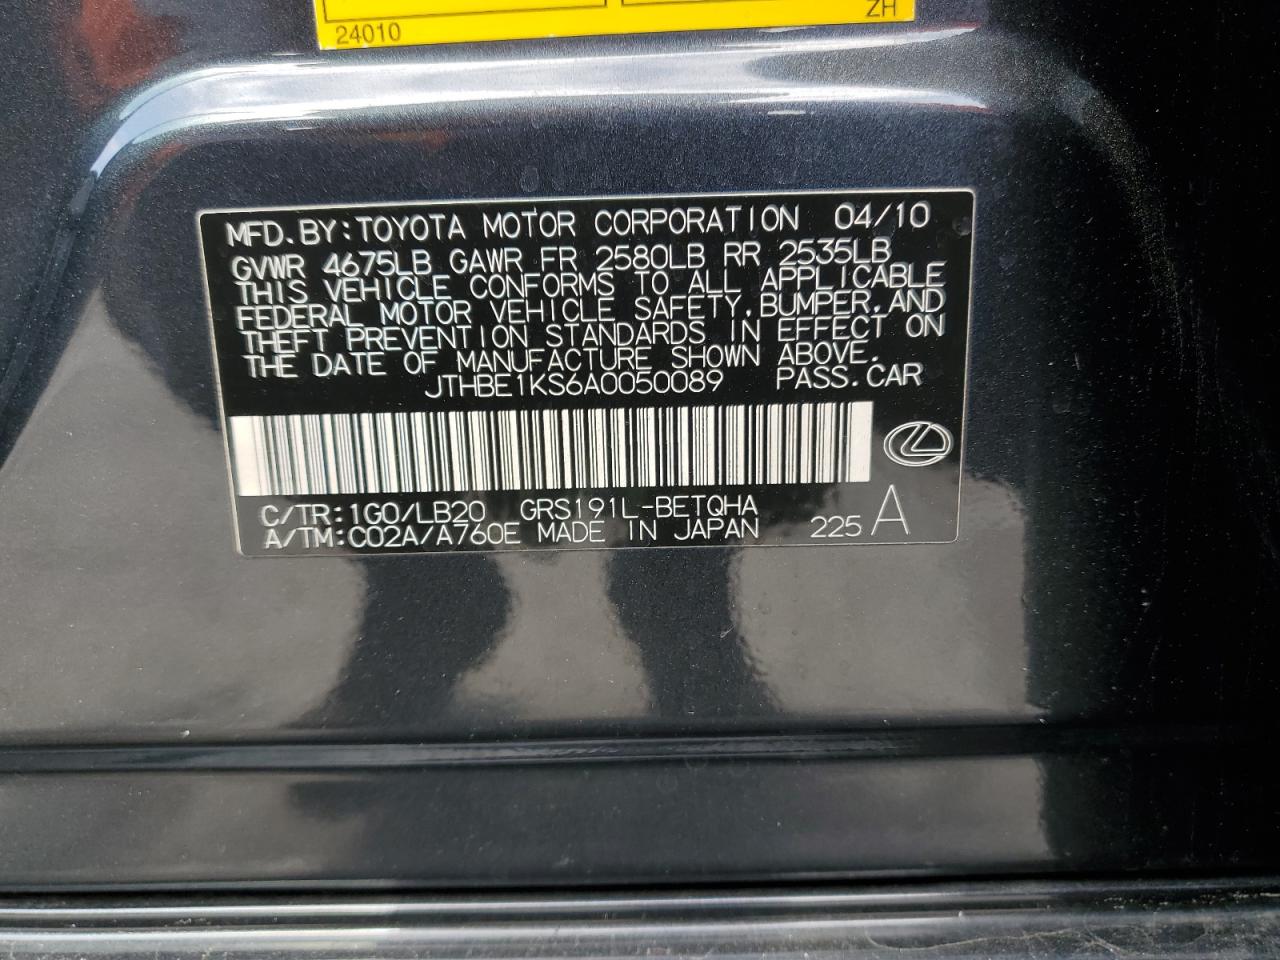 24010 ZH
MFD.BY:TOYOTA MOTOR CORPORATION 04/10
GVWR 4675LB GAWR FR 2580LB RR 2535LB
THIS VEHICLE CONFORMS TO ALL APPLICABLE
FEDERAL MOTOR VEHICLE SAFETY,BUMPER,AND
THEFT PREVENTION STANDARDS IN EFFECT ON
THE DATE OF MANUFACTURE SHOWN ABOVE.
JTHBE1KS6A0050089 PASS.CAR
C/TR:1G0/LB20 GRS191L-BETQHA
A/TM:C02A/A760E MADE IN JAPAN 225 A